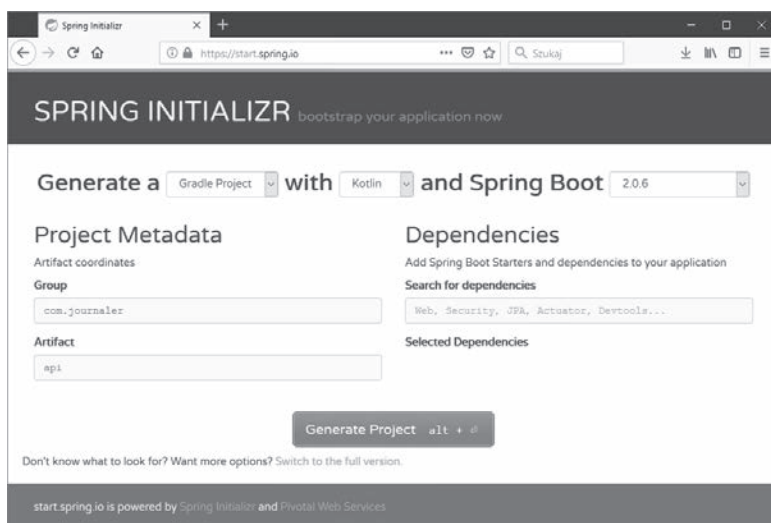 Spring Initializr
https://start.spring.io
Szukaj
SPRING INITIALIZR bootstrap your application now
Generate a Gradle Project with Kotlin and Spring Boot 2.0.6
Project Metadata
Artifact coordinates
Group
com.journaler
Artifact
api
Dependencies
Add Spring Boot Starters and dependencies to your application
Search for dependencies
Web, Security, JPA, Actuator, Devtools...
Selected Dependencies
Generate Project alt + ⏎
Don't know what to look for? Want more options? Switch to the full version.
start.spring.io is powered by Spring Initializr and Pivotal Web Services